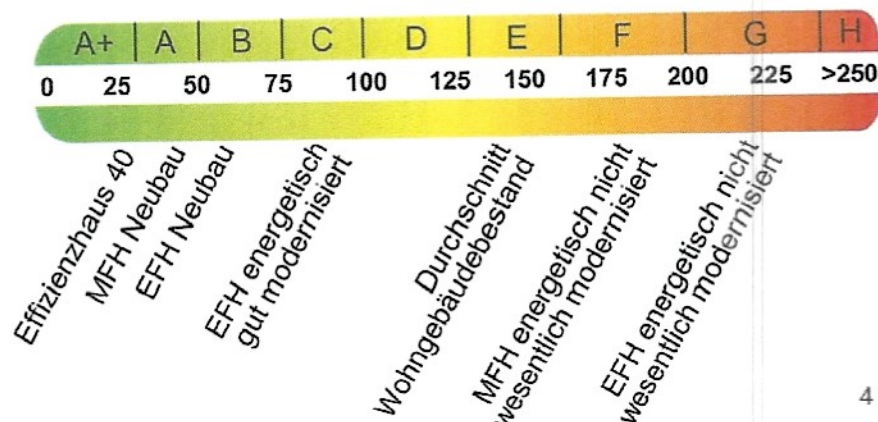 A+ A B C D E F G H
0 25 50 75 100 125 150 175 200 225 >250
Effizienzhaus 40
MFH Neubau
EFH Neubau
EFH energetisch
gut modernisiert
Durchschnitt
Wohngebäudebestand
MFH energetisch nicht
wesentlich modernisiert
EFH energetisch nicht
wesentlich modernisiert
4